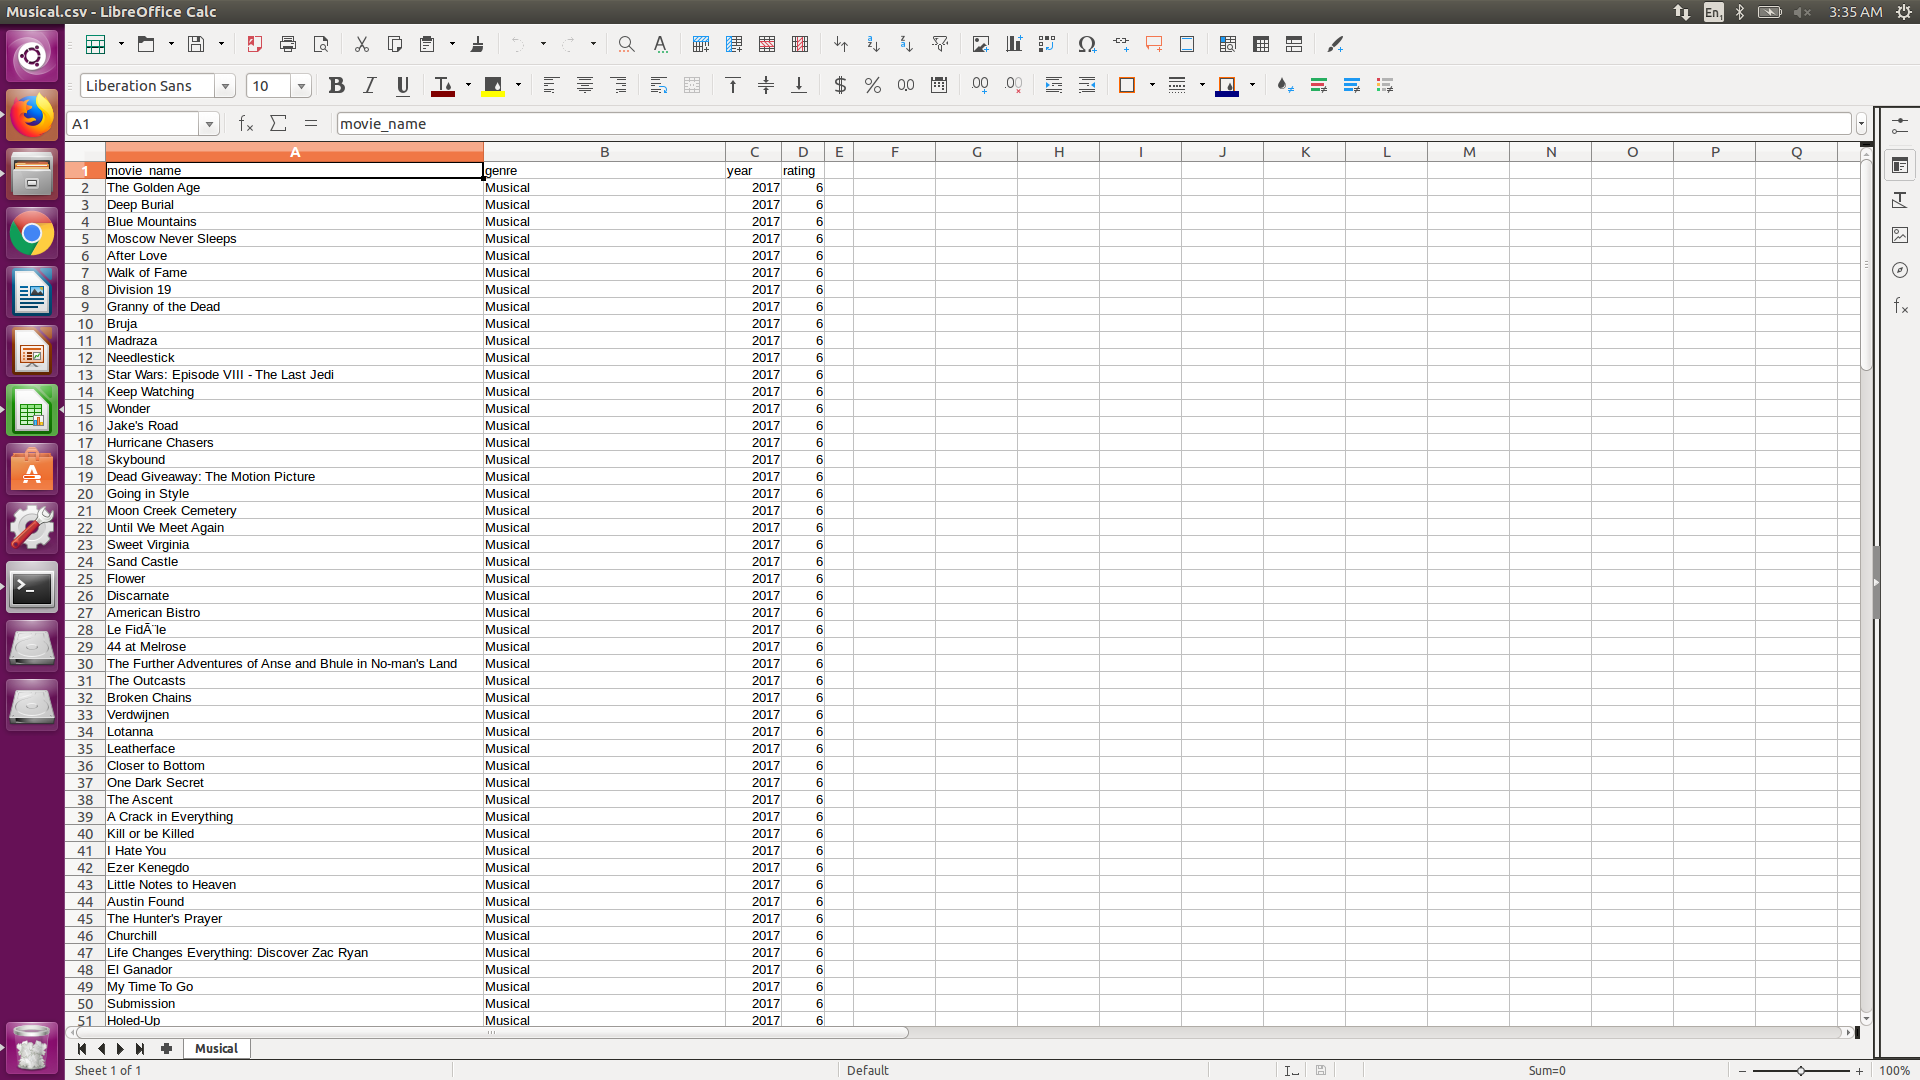 Musical.csv - LibreOffice Calc En1 3:35 AM
Liberation Sans 10
A1 movie_name
A B C D E F G H I J K L M N O P Q
1 movie_name genre year rating
2 The Golden Age Musical 2017 6
3 Deep Burial Musical 2017 6
4 Blue Mountains Musical 2017 6
5 Moscow Never Sleeps Musical 2017 6
6 After Love Musical 2017 6
7 Walk of Fame Musical 2017 6
8 Division 19 Musical 2017 6
9 Granny of the Dead Musical 2017 6
10 Bruja Musical 2017 6
11 Madraza Musical 2017 6
12 Needlestick Musical 2017 6
13 Star Wars: Episode VIII - The Last Jedi Musical 2017 6
14 Keep Watching Musical 2017 6
15 Wonder Musical 2017 6
16 Jake's Road Musical 2017 6
17 Hurricane Chasers Musical 2017 6
18 Skybound Musical 2017 6
19 Dead Giveaway: The Motion Picture Musical 2017 6
20 Going in Style Musical 2017 6
21 Moon Creek Cemetery Musical 2017 6
22 Until We Meet Again Musical 2017 6
23 Sweet Virginia Musical 2017 6
24 Sand Castle Musical 2017 6
25 Flower Musical 2017 6
26 Discarnate Musical 2017 6
27 American Bistro Musical 2017 6
28 Le FidÃ¨le Musical 2017 6
29 44 at Melrose Musical 2017 6
30 The Further Adventures of Anse and Bhule in No-man's Land Musical 2017 6
31 The Outcasts Musical 2017 6
32 Broken Chains Musical 2017 6
33 Verdwijnen Musical 2017 6
34 Lotanna Musical 2017 6
35 Leatherface Musical 2017 6
36 Closer to Bottom Musical 2017 6
37 One Dark Secret Musical 2017 6
38 The Ascent Musical 2017 6
39 A Crack in Everything Musical 2017 6
40 Kill or be Killed Musical 2017 6
41 I Hate You Musical 2017 6
42 Ezer Kenegdo Musical 2017 6
43 Little Notes to Heaven Musical 2017 6
44 Austin Found Musical 2017 6
45 The Hunter's Prayer Musical 2017 6
46 Churchill Musical 2017 6
47 Life Changes Everything: Discover Zac Ryan Musical 2017 6
48 El Ganador Musical 2017 6
49 My Time To Go Musical 2017 6
50 Submission Musical 2017 6
51 Holed-Up Musical 2017 6
Musical
Sheet 1 of 1 Default Sum=0 100%